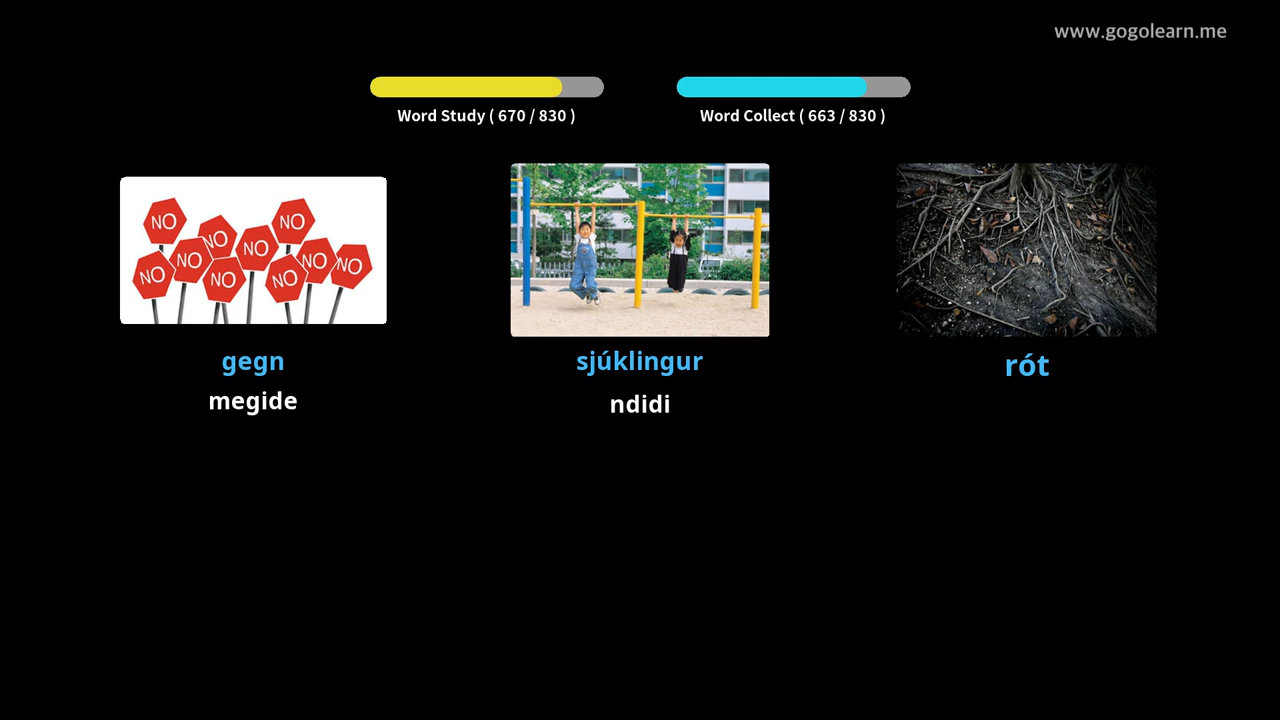 www.gogolearn.me
Word Study ( 670 / 830 )
Word Collect ( 663 / 830 )
NO
NO
NO
NO
NO
NO
NO
NO
NO
gegn
sjúklingur
rót
megide
ndidi